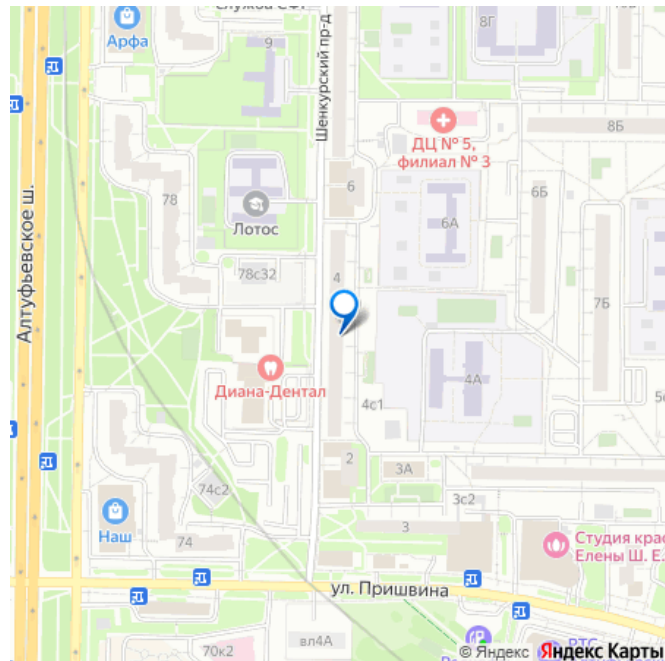 Служба СФГ
8Г
Арфа
9
Шенкурский пр-д
8Б
ДЦ № 5,
филиал № 3
6
78
6Б
Лотос
6А
Алтуфьевское ш.
78с32
4
7Б
Диана-Дентал
4А
4с1
2
3А
74с2
3с2
Наш
3
74
Студия крас
Елены Ш. Е.
ул. Пришвина
вл4А
70к2
РТС
© Яндекс Яндекс Карты